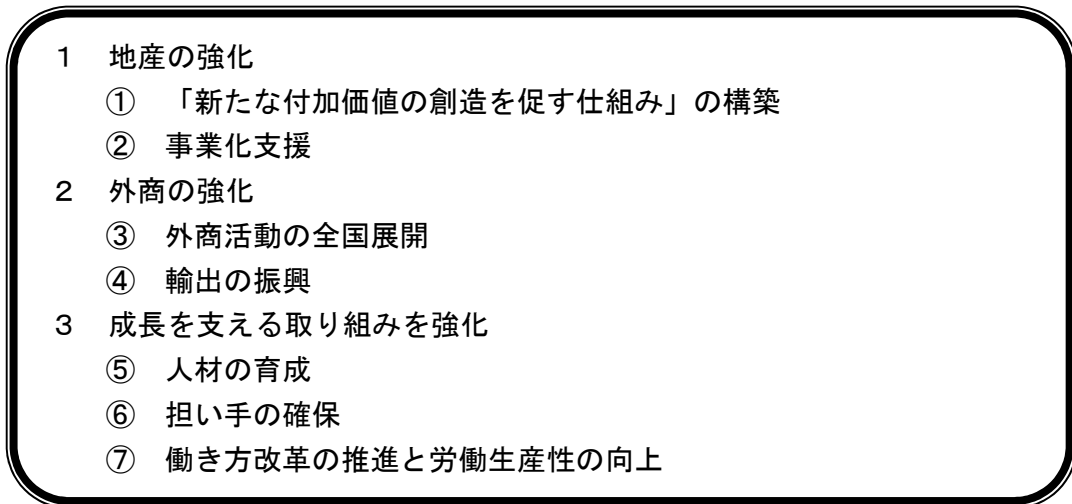 １　地産の強化
①　「新たな付加価値の創造を促す仕組み」の構築
②　事業化支援
２　外商の強化
③　外商活動の全国展開
④　輸出の振興
３　成長を支える取り組みを強化
⑤　人材の育成
⑥　担い手の確保
⑦　働き方改革の推進と労働生産性の向上